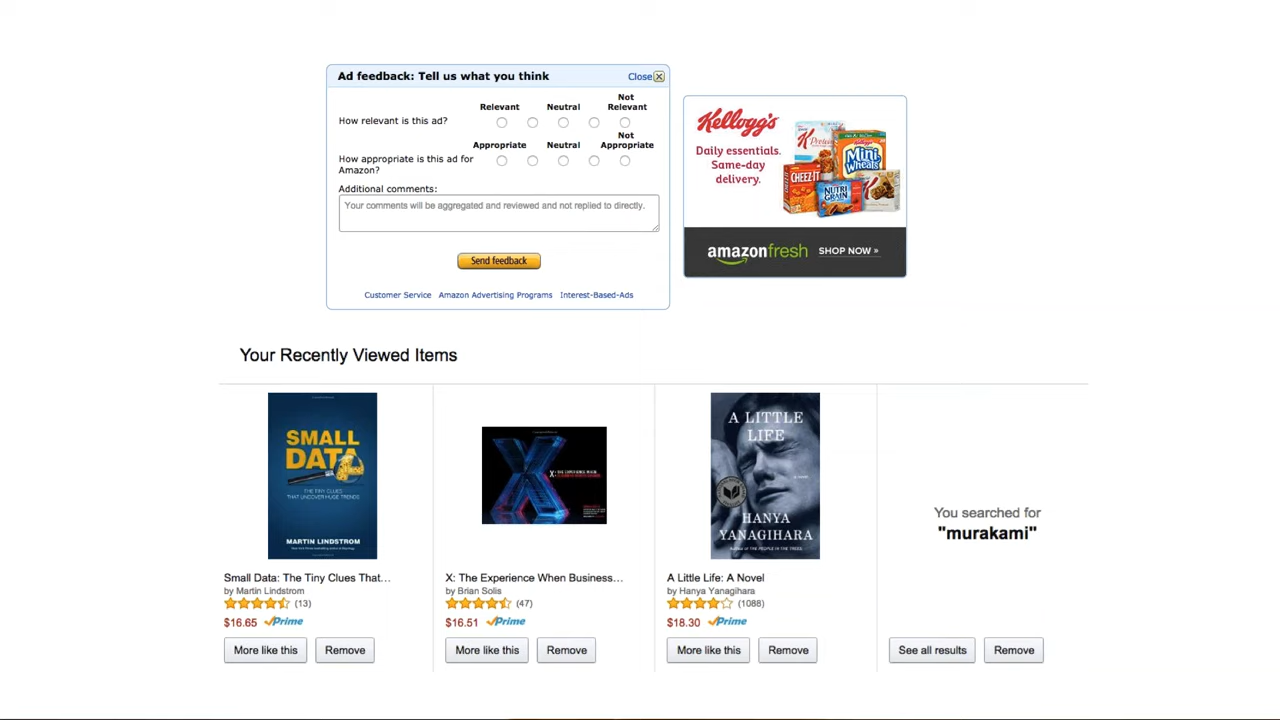 Ad feedback: Tell us what you think
Close
Relevant Neutral Not Relevant
How relevant is this ad?
Appropriate Neutral Not Appropriate
How appropriate is this ad for
Amazon?
Additional comments:
Your comments will be aggregated and reviewed and not replied to directly.
Send feedback
Customer Service Amazon Advertising Programs Interest-Based-Ads
Kellogg's
Daily essentials.
Same-day
delivery.
CHEEZ-IT
Mini
Wheats
NUTRI
GRAIN
amazonfresh SHOP NOW »
Your Recently Viewed Items
SMALL
DATA
THE TINY CLUES
THAT UNCOVER HUGE TRENDS
MARTIN LINDSTROM
Small Data: The Tiny Clues That...
by Martin Lindstrom
(13)
$16.65 Prime
More like this Remove
X
X: The Experience When Business...
by Brian Solis
(47)
$16.51 Prime
More like this Remove
A LITTLE
LIFE
A NOVEL
HANYA
YANAGIHARA
Author of THE PEOPLE IN THE TREES
A Little Life: A Novel
by Hanya Yanagihara
(1088)
$18.30 Prime
More like this Remove
You searched for
"murakami"
See all results Remove